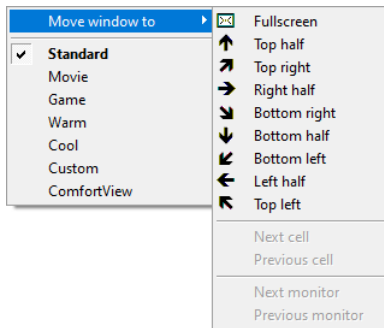 Move window to
Standard
Movie
Game
Warm
Cool
Custom
ComfortView
Fullscreen
Top half
Top right
Right half
Bottom right
Bottom half
Bottom left
Left half
Top left
Next cell
Previous cell
Next monitor
Previous monitor